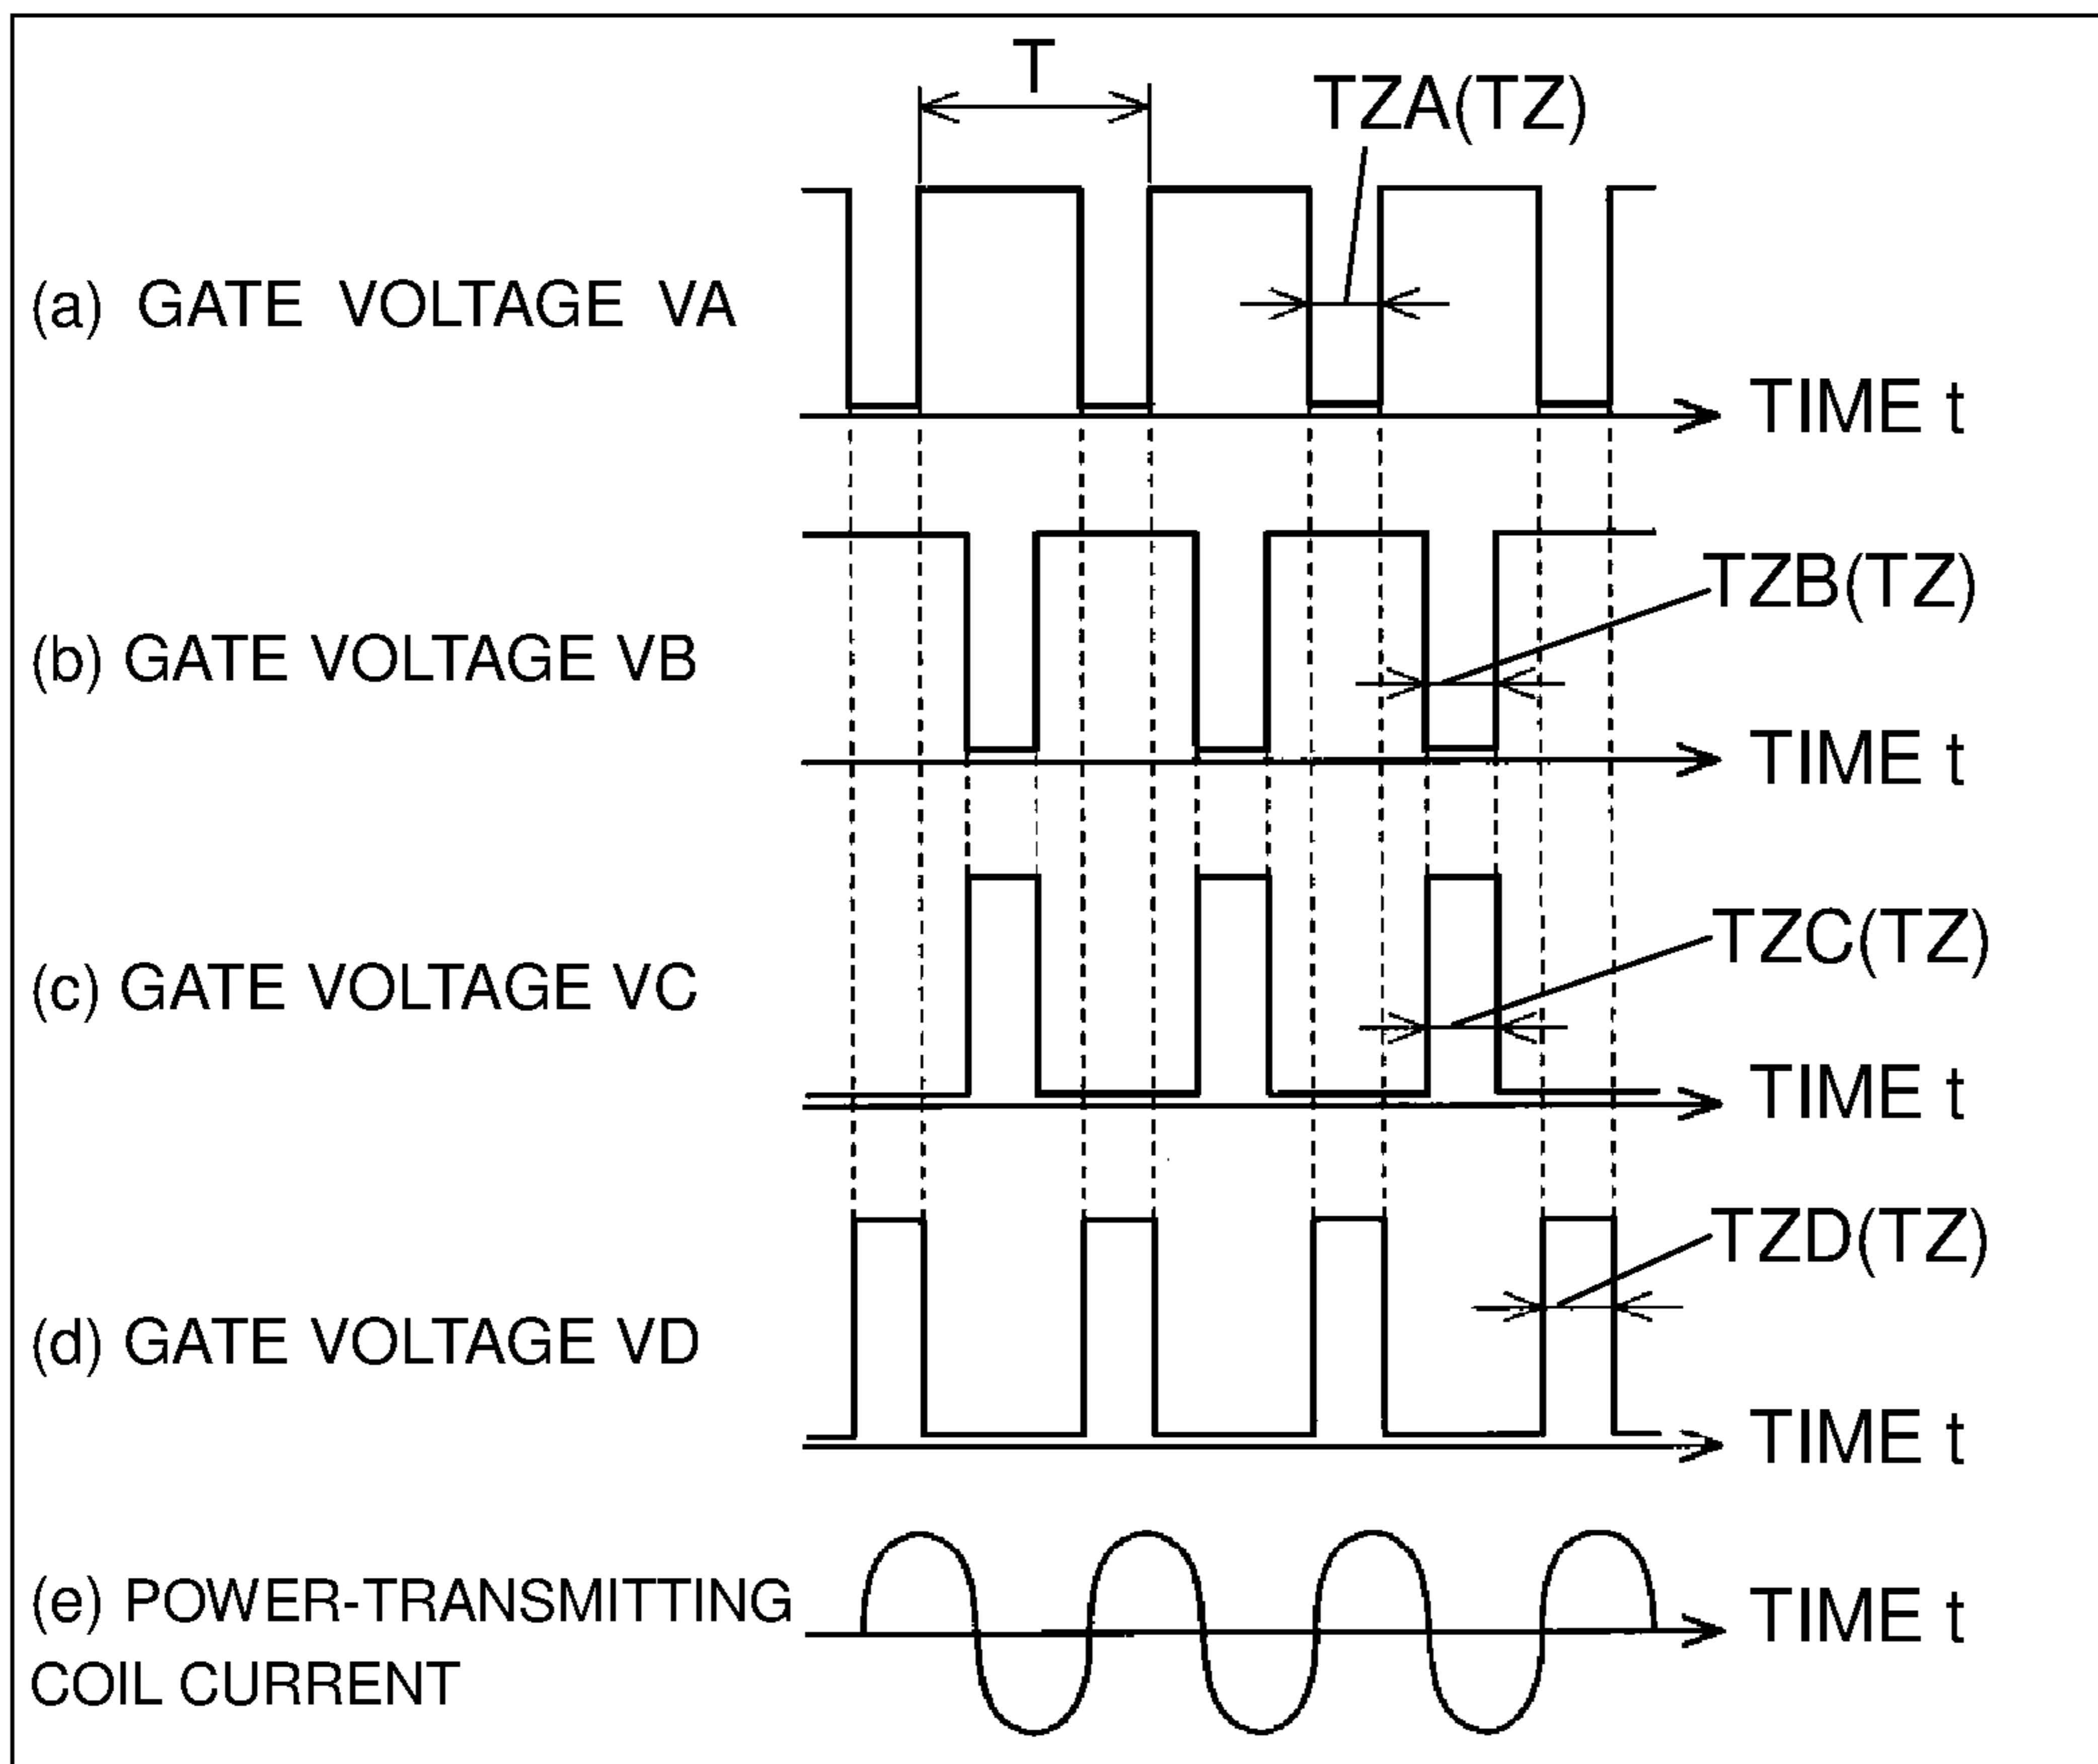 T
TZA(TZ)
(a) GATE VOLTAGE VA
TIME t
(b) GATE VOLTAGE VB
TZB(TZ)
TIME t
(c) GATE VOLTAGE VC
TZC(TZ)
TIME t
(d) GATE VOLTAGE VD
TZD(TZ)
TIME t
(e) POWER-TRANSMITTING
COIL CURRENT
TIME t